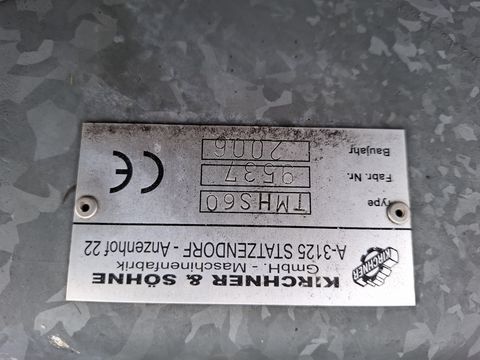 KIRCHNER
KIRCHNER & SÖHNE
GmbH. - Maschinenfabrik
A-3125 STATZENDORF - Anzenhof 22
Type TMHS60
Fabr. Nr. 9537
Baujahr 2006
CE